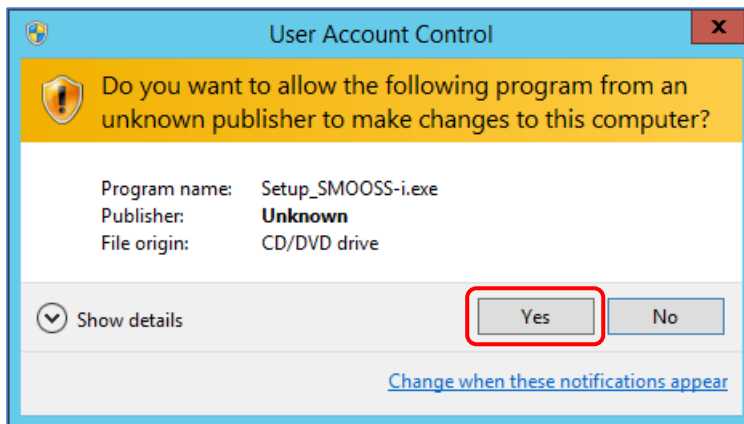 User Account Control
x
Do you want to allow the following program from an
unknown publisher to make changes to this computer?
Program name: Setup_SMOOSS-i.exe
Publisher: Unknown
File origin: CD/DVD drive
Show details
Yes No
Change when these notifications appear